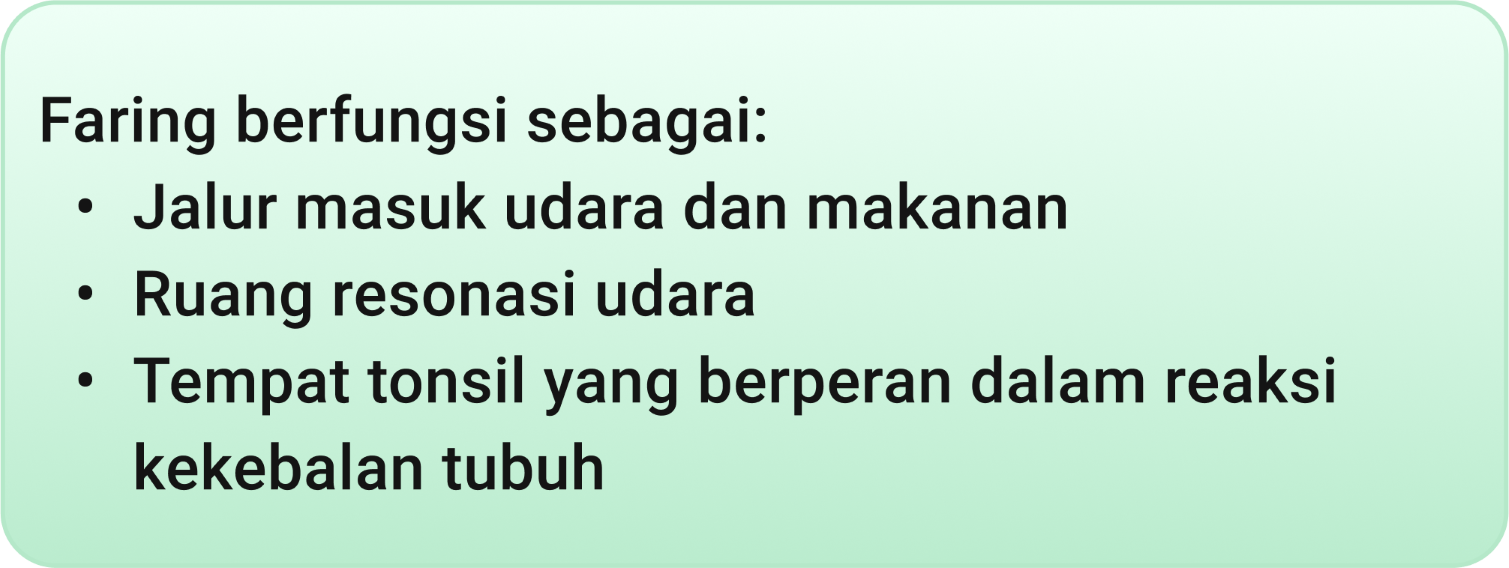 Faring berfungsi sebagai:
• Jalur masuk udara dan makanan
• Ruang resonasi udara
• Tempat tonsil yang berperan dalam reaksi
kekebalan tubuh